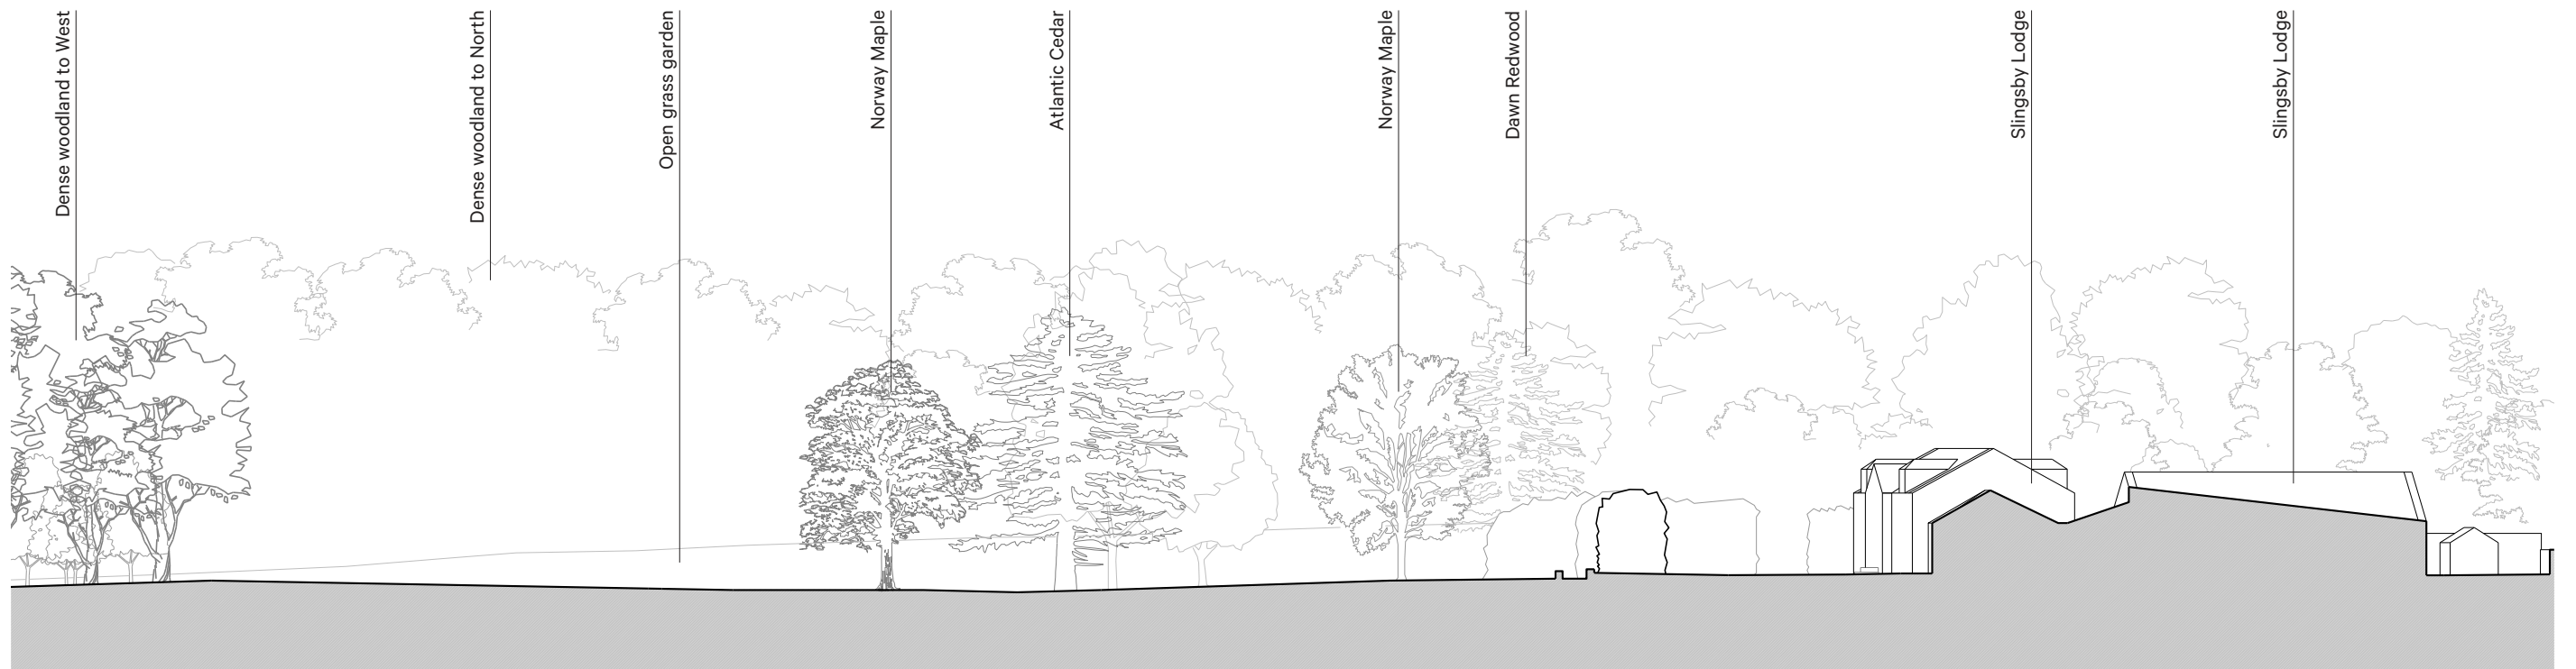 Dense woodland to West
Dense woodland to North
Open grass garden
Norway Maple
Atlantic Cedar
Norway Maple
Dawn Redwood
Slingsby Lodge
Slingsby Lodge